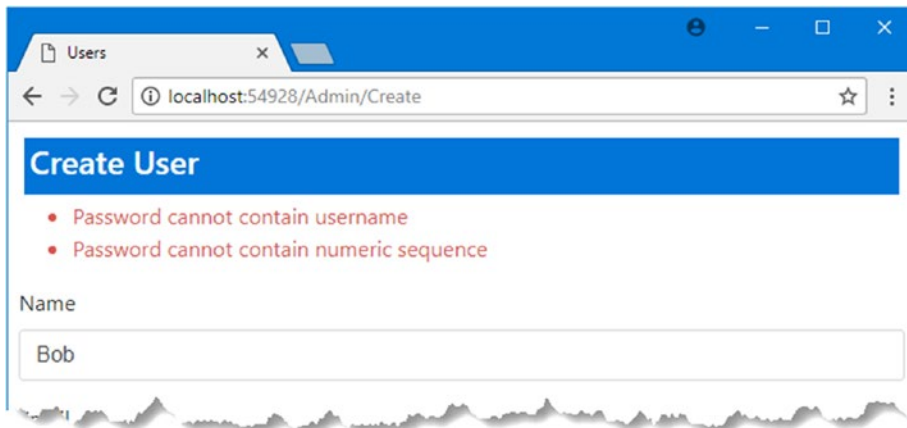 Users
localhost:54928/Admin/Create
Create User
Password cannot contain username
Password cannot contain numeric sequence
Name
Bob